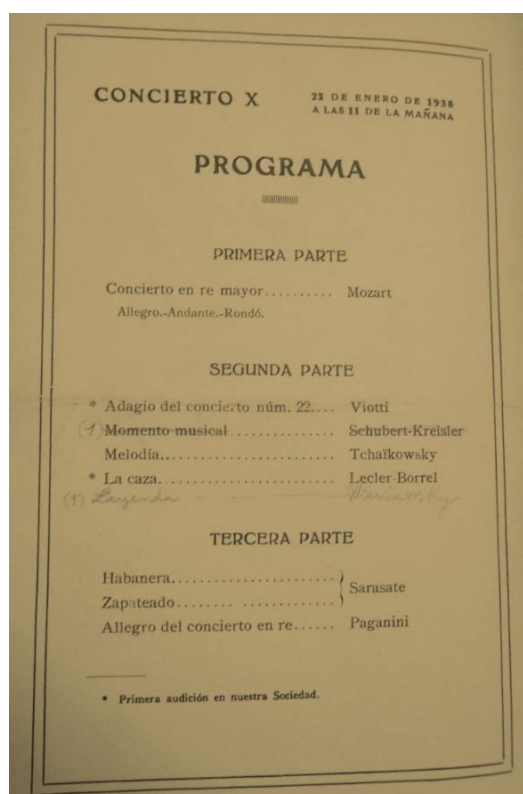 CONCIERTO X
23 DE ENERO DE 1938
A LAS 11 DE LA MAÑANA
PROGRAMA
PRIMERA PARTE
Concierto en re mayor.......... Mozart
Allegro.-Andante.-Rondó.
SEGUNDA PARTE
* Adagio del concierto núm. 22.... Viotti
(1) Momento musical ............... Schubert-Kreisler
Melodía......................... Tchaïkowsky
* La caza....................... Lecler-Borrel
(1) Leyenda - Wieniawsky
TERCERA PARTE
Habanera........................
Zapateado........ ............. } Sarasate
Allegro del concierto en re...... Paganini
* Primera audición en nuestra Sociedad.